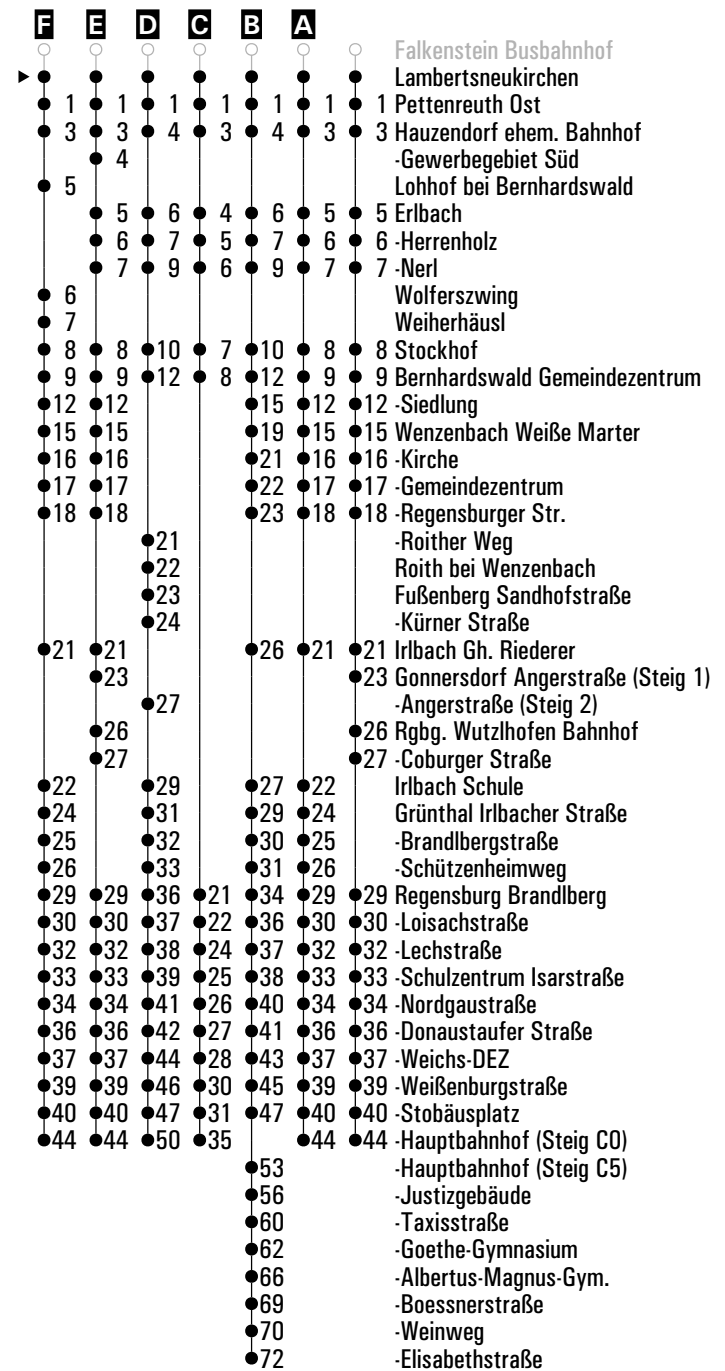 F E D C B A
Falkenstein Busbahnhof
Lambertsneukirchen
1 1 1 1 1 1 1 Pettenreuth Ost
3 3 4 3 4 3 3 Hauzendorf ehem. Bahnhof
4 -Gewerbegebiet Süd
5 Lohhof bei Bernhardswald
5 6 4 6 5 5 Erlbach
6 7 5 7 6 6 -Herrenholz
7 9 6 9 7 7 -Nerl
6 Wolferszwing
7 Weiherhäusl
8 8 10 7 10 8 8 Stockhof
9 9 12 8 12 9 9 Bernhardswald Gemeindezentrum
12 12 15 12 12 -Siedlung
15 15 19 15 15 Wenzenbach Weiße Marter
16 16 21 16 16 -Kirche
17 17 22 17 17 -Gemeindezentrum
18 18 23 18 18 -Regensburger Str.
21 -Roither Weg
22 Roith bei Wenzenbach
23 Fußenberg Sandhofstraße
24 -Kürner Straße
21 21 26 21 21 Irlbach Gh. Riederer
23 23 Gonnersdorf Angerstraße (Steig 1)
27 -Angerstraße (Steig 2)
26 26 Rgbg. Wutzlhofen Bahnhof
27 27 -Coburger Straße
22 29 27 22 Irlbach Schule
24 31 29 24 Grünthal Irlbacher Straße
25 32 30 25 -Brandlbergstraße
26 33 31 26 -Schützenheimweg
29 29 36 21 34 29 29 Regensburg Brandlberg
30 30 37 22 36 30 30 -Loisachstraße
32 32 38 24 37 32 32 -Lechstraße
33 33 39 25 38 33 33 -Schulzentrum Isarstraße
34 34 41 26 40 34 34 -Nordgaustraße
36 36 42 27 41 36 36 -Donaustaufer Straße
37 37 44 28 43 37 37 -Weichs-DEZ
39 39 46 30 45 39 39 -Weißenburgstraße
40 40 47 31 47 40 40 -Stobäusplatz
44 44 50 35 44 44 -Hauptbahnhof (Steig C0)
53 -Hauptbahnhof (Steig C5)
56 -Justizgebäude
60 -Taxisstraße
62 -Goethe-Gymnasium
66 -Albertus-Magnus-Gym.
69 -Boessnerstraße
70 -Weinweg
72 -Elisabethstraße